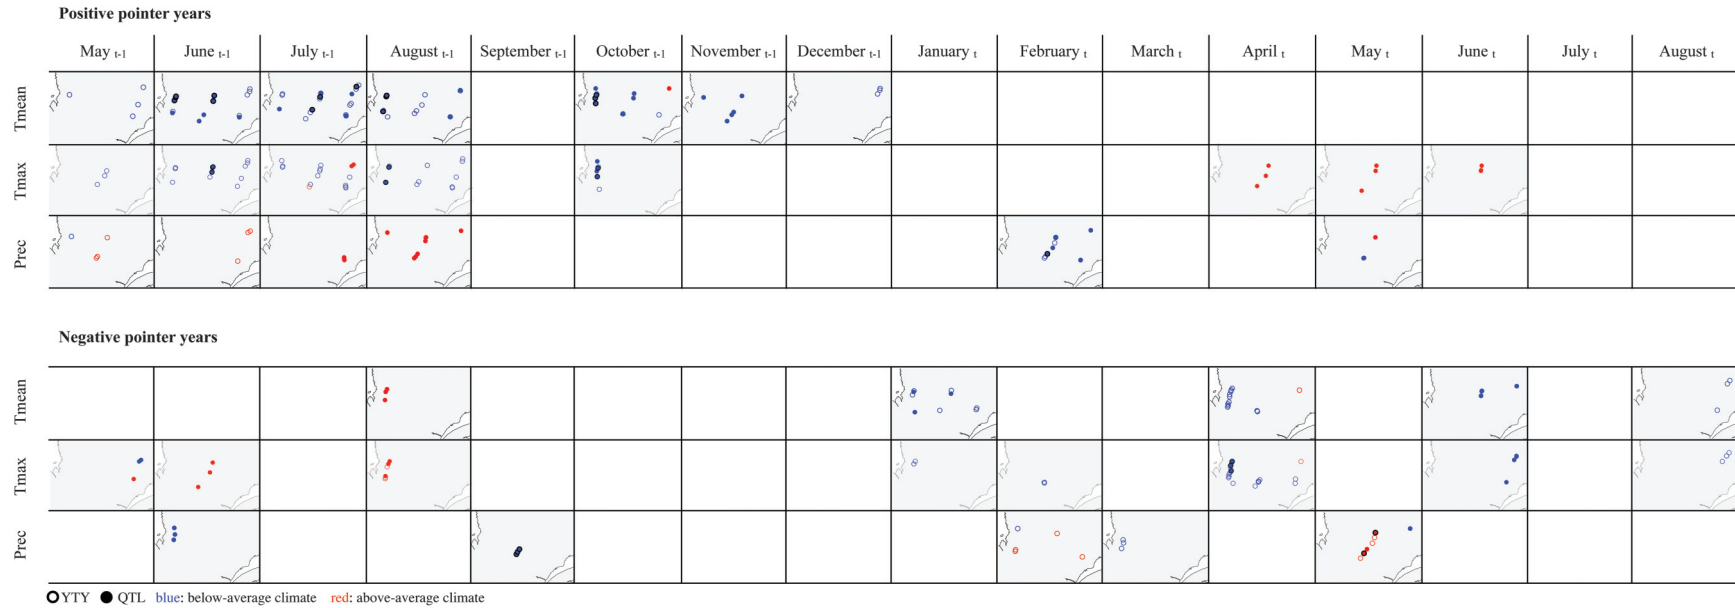 Positive pointer years
May t-1 June t-1 July t-1 August t-1 September t-1 October t-1 November t-1 December t-1 January t February t March t April t May t June t July t August t
Tmean
Tmax
Prec
Negative pointer years
Tmean
Tmax
Prec
YTY QTL blue: below-average climate red: above-average climate